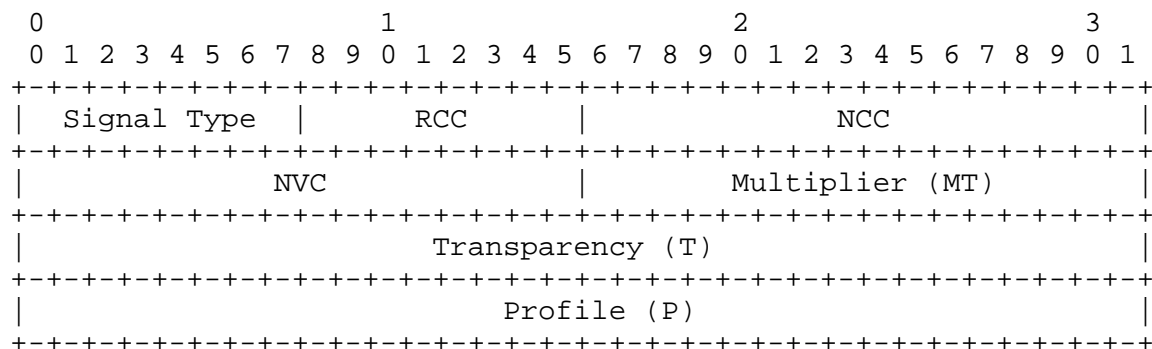 0                   1                   2                   3
 0 1 2 3 4 5 6 7 8 9 0 1 2 3 4 5 6 7 8 9 0 1 2 3 4 5 6 7 8 9 0 1
+-+-+-+-+-+-+-+-+-+-+-+-+-+-+-+-+-+-+-+-+-+-+-+-+-+-+-+-+-+-+-+-+
|  Signal Type  |      RCC      |              NCC              |
+-+-+-+-+-+-+-+-+-+-+-+-+-+-+-+-+-+-+-+-+-+-+-+-+-+-+-+-+-+-+-+-+
|              NVC              |        Multiplier (MT)        |
+-+-+-+-+-+-+-+-+-+-+-+-+-+-+-+-+-+-+-+-+-+-+-+-+-+-+-+-+-+-+-+-+
|                       Transparency (T)                        |
+-+-+-+-+-+-+-+-+-+-+-+-+-+-+-+-+-+-+-+-+-+-+-+-+-+-+-+-+-+-+-+-+
|                           Profile (P)                         |
+-+-+-+-+-+-+-+-+-+-+-+-+-+-+-+-+-+-+-+-+-+-+-+-+-+-+-+-+-+-+-+-+